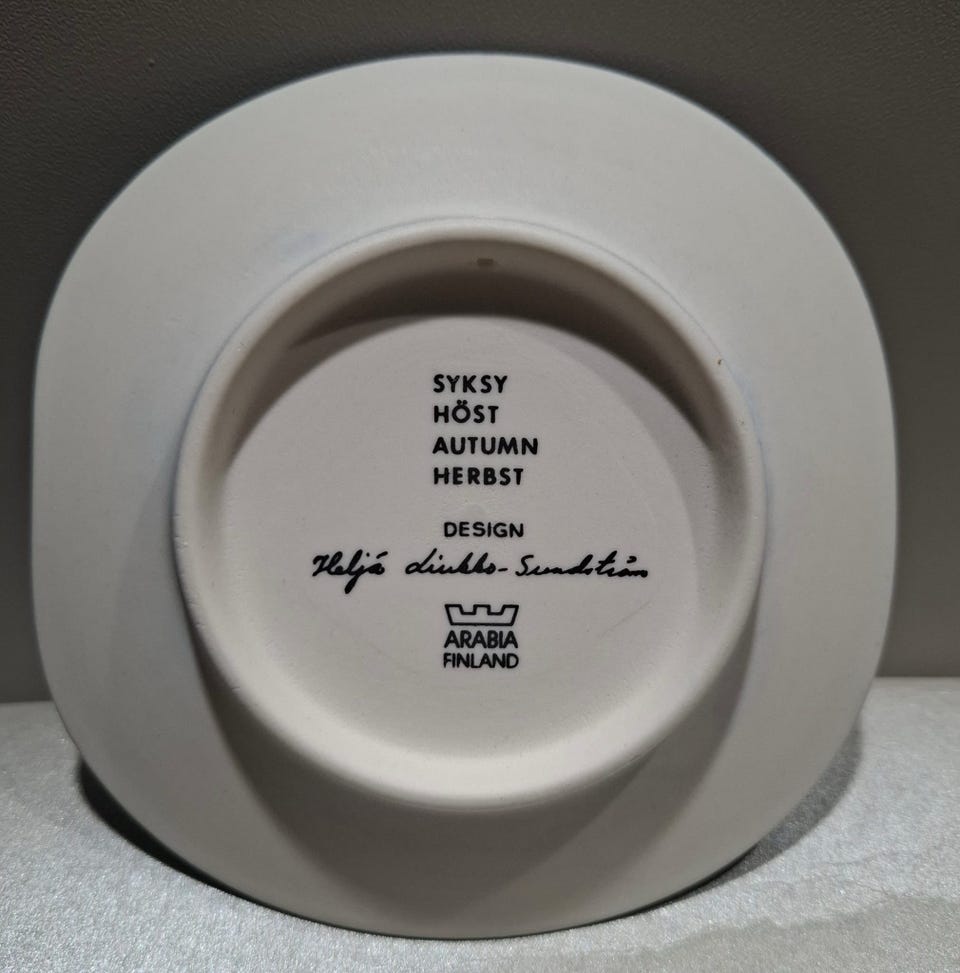 SYKSY
HÖST
AUTUMN
HERBST
DESIGN
Heljä Liukko-Sundström
ARABIA
FINLAND